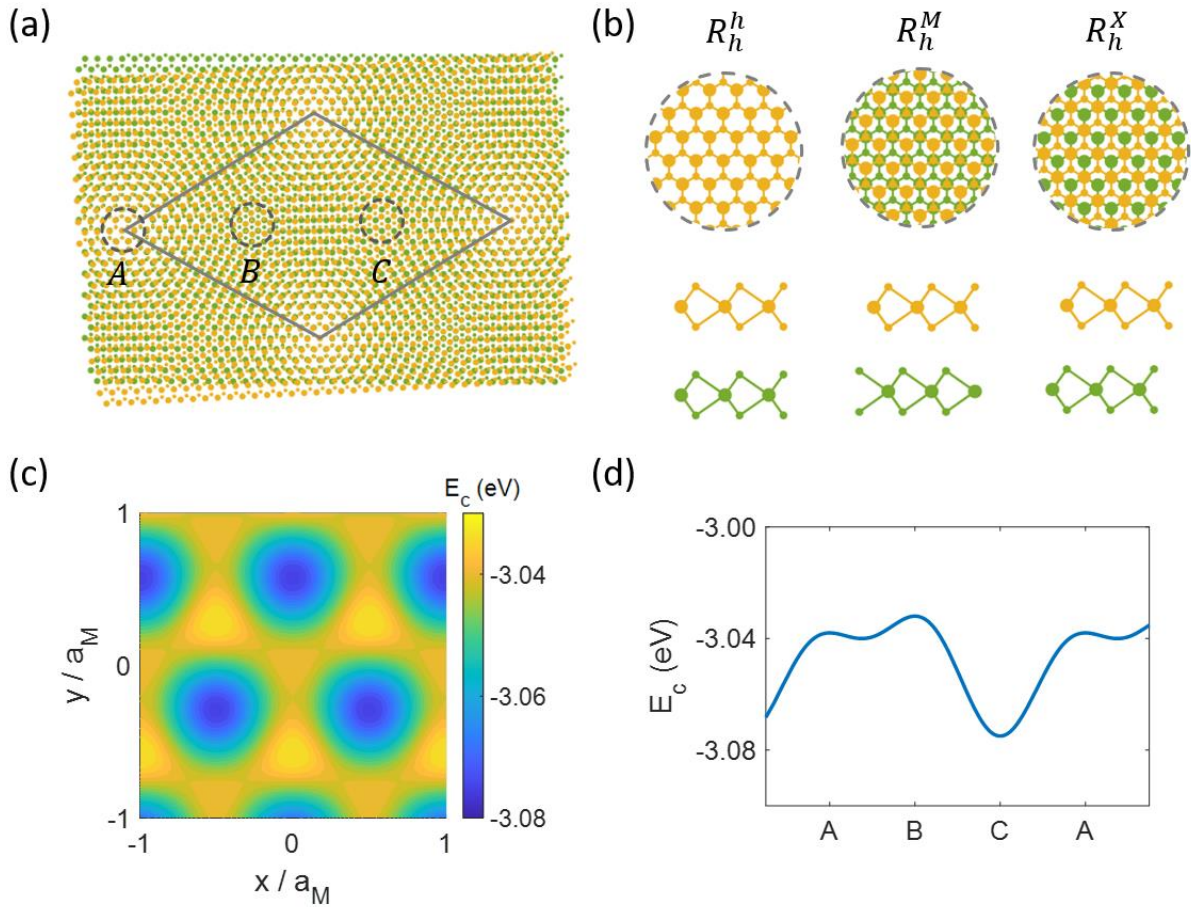 (a)
A
B
C
(b)
R_h^h
R_h^M
R_h^X
(c)
E_c (eV)
1
0
-1
y / a_M
-1
0
1
x / a_M
-3.04
-3.06
-3.08
(d)
-3.00
-3.04
-3.08
E_c (eV)
A
B
C
A